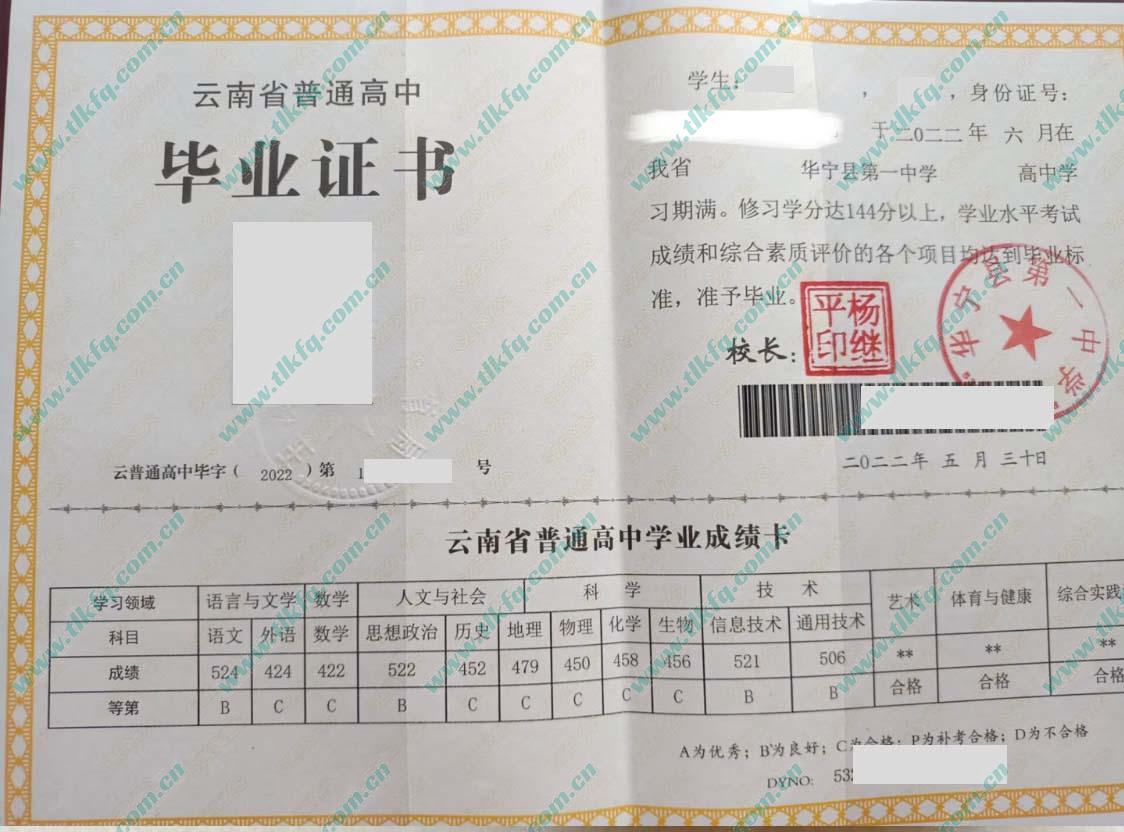 云南省普通高中
毕业证书
云普通高中毕字（ 2022 ）第 1 号
学生： ， ，身份证号：
于二〇二二年 六 月在
我省 华宁县第一中学 高中学
习期满。修习学分达144分以上，学业水平考试
成绩和综合素质评价的各个项目均达到毕业标
准，准予毕业。
校长：
杨继平印
华宁县第一中学
二〇二二年 五 月 三十日
云南省普通高中学业成绩卡
学习领域 语言与文学 数学 人文与社会 科 学 技 术 艺术 体育与健康 综合实践
科目 语文 外语 数学 思想政治 历史 地理 物理 化学 生物 信息技术 通用技术
成绩 524 424 422 522 452 479 450 458 456 521 506 ** ** **
等第 B C C B C C C C C B B 合格 合格 合格
A为优秀；B为良好；C为合格；P为补考合格；D为不合格
DYNO: 532
www.tlkfq.com.cn